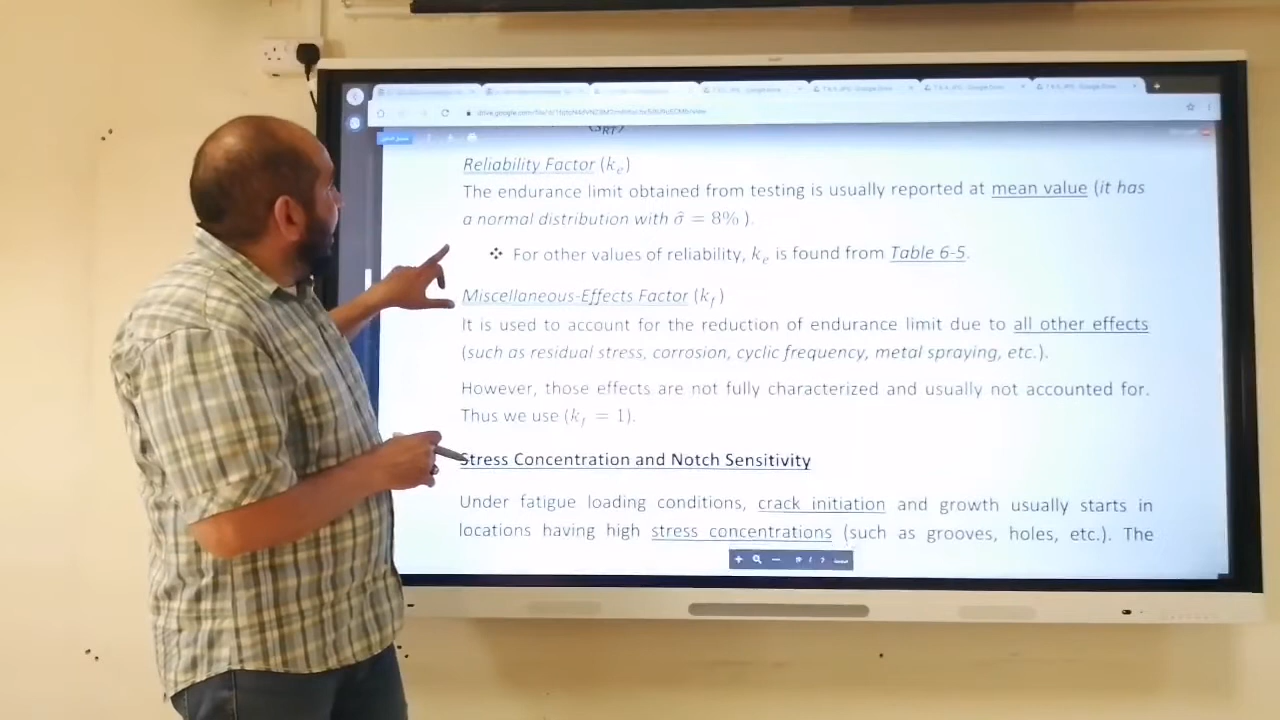 Reliability Factor (kₑ)
The endurance limit obtained from testing is usually reported at mean value (it has
a normal distribution with σ̂ = 8% ).
❖ For other values of reliability, kₑ is found from Table 6-5.
Miscellaneous-Effects Factor (k_f)
It is used to account for the reduction of endurance limit due to all other effects
(such as residual stress, corrosion, cyclic frequency, metal spraying, etc.).
However, those effects are not fully characterized and usually not accounted for.
Thus we use (k_f = 1).
Stress Concentration and Notch Sensitivity
Under fatigue loading conditions, crack initiation and growth usually starts in
locations having high stress concentrations (such as grooves, holes, etc.). The